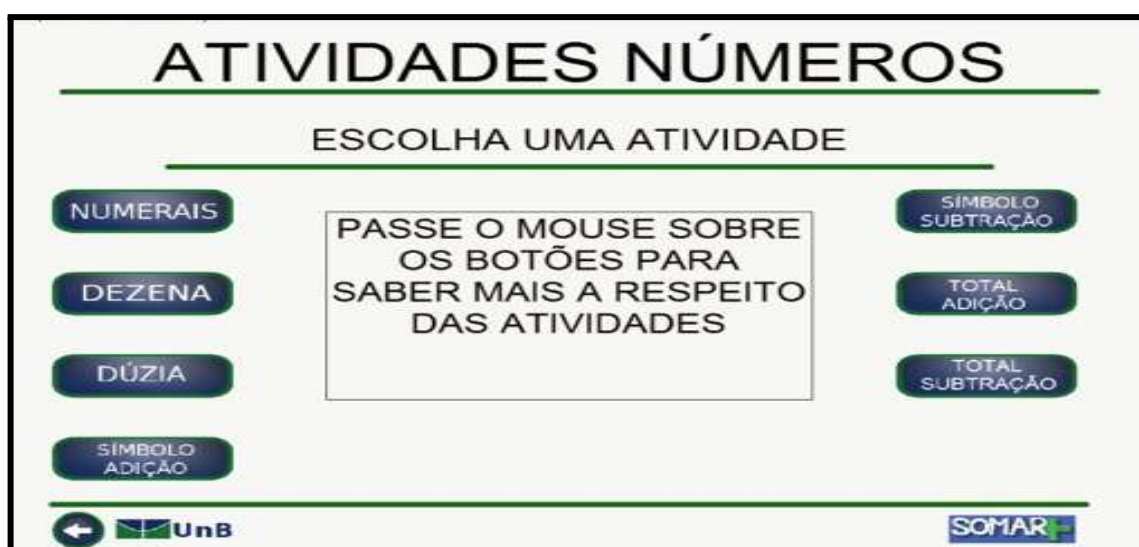 ATIVIDADES NÚMEROS
ESCOLHA UMA ATIVIDADE
NUMERAIS
DEZENA
DÚZIA
SÍMBOLO
ADIÇÃO
PASSE O MOUSE SOBRE
OS BOTÕES PARA
SABER MAIS A RESPEITO
DAS ATIVIDADES
SÍMBOLO
SUBTRAÇÃO
TOTAL
ADIÇÃO
TOTAL
SUBTRAÇÃO
UnB
SOMAR+